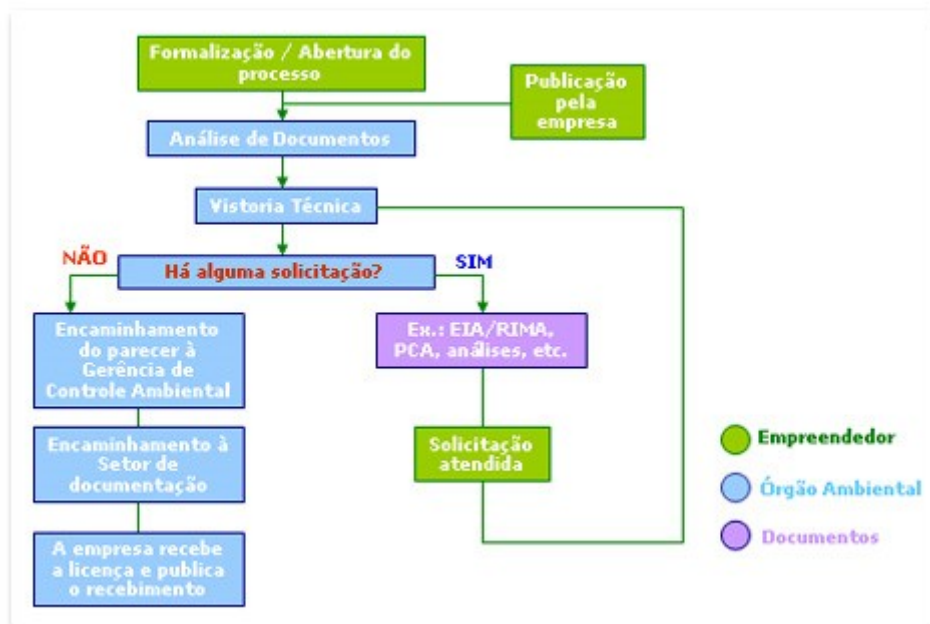 Formalização / Abertura do
processo
Publicação
pela
empresa
Análise de Documentos
Vistoria Técnica
NÃO
Há alguma solicitação?
SIM
Encaminhamento
do parecer à
Gerência de
Controle Ambiental
Ex.: EIA/RIMA,
PCA, análises, etc.
Encaminhamento à
Setor de
documentação
Solicitação
atendida
A empresa recebe
a licença e publica
o recebimento
Empreendedor
Órgão Ambiental
Documentos